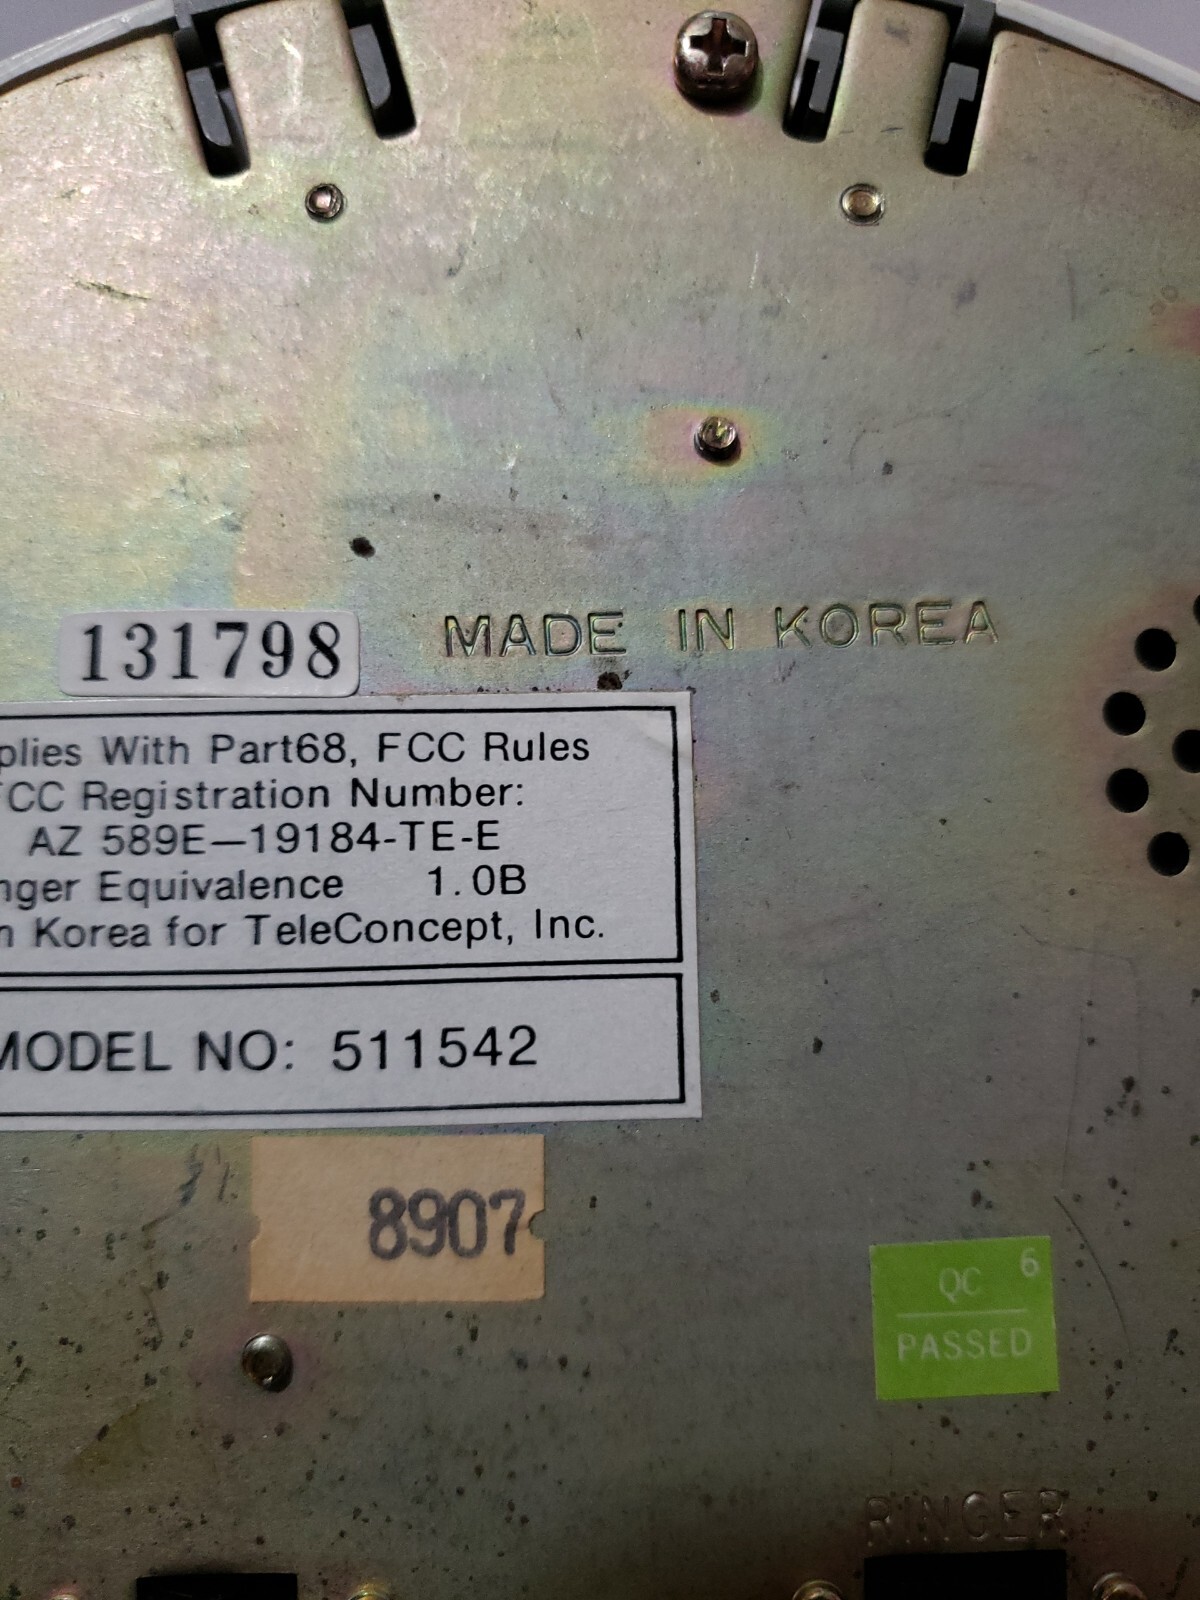 131798
MADE IN KOREA
plies With Part68, FCC Rules
CC Registration Number:
AZ 589E—19184-TE-E
nger Equivalence 1.0B
n Korea for TeleConcept, Inc.
MODEL NO: 511542
8907
QC 6
PASSED
RINGER